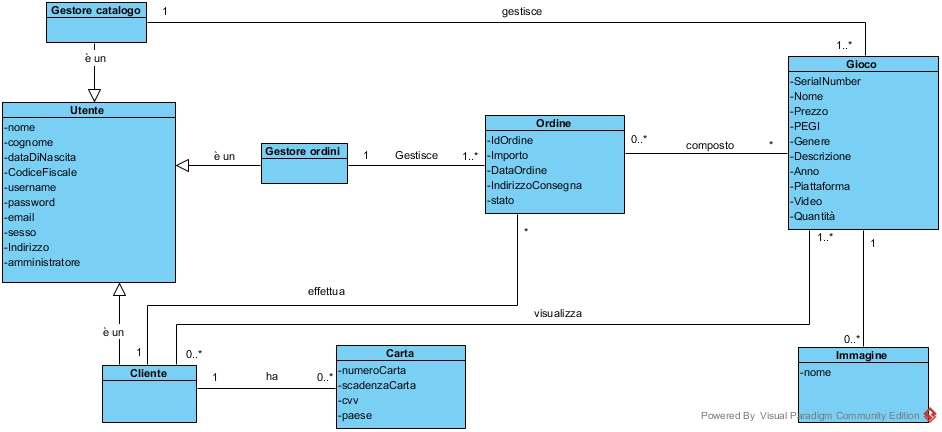 Gestore catalogo
1
gestisce
1..*
è un
Gioco
-SerialNumber
-Nome
-Prezzo
-PEGI
-Genere
-Descrizione
-Anno
-Piattaforma
-Video
-Quantità
Utente
-nome
-cognome
-dataDiNascita
-CodiceFiscale
-username
-password
-email
-sesso
-Indirizzo
-amministratore
è un
Gestore ordini
1
Gestisce
1..*
Ordine
-IdOrdine
-Importo
-DataOrdine
-IndirizzoConsegna
-stato
0..*
composto
*
*
1..*
1
effettua
visualizza
è un
1
0..*
0..*
Cliente
1
ha
0..*
Carta
-numeroCarta
-scadenzaCarta
-cvv
-paese
Immagine
-nome
Powered By Visual Paradigm Community Edition